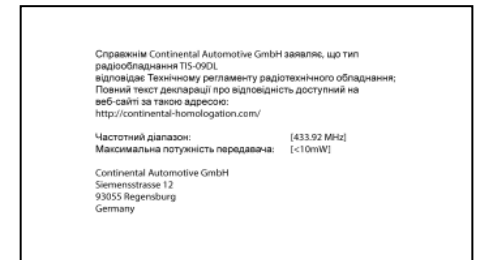 Справжнім Continental Automotive GmbH заявляє, що тип
радіообладнання TIS-09DL
відповідає Технічному регламенту радіотехнічного обладнання;
Повний текст декларації про відповідність доступний на
веб-сайті за такою адресою:
http://continental-homologation.com/
Частотний діапазон: [433.92 MHz]
Максимальна потужність передавача: [<10mW]
Continental Automotive GmbH
Siemensstrasse 12
93055 Regensburg
Germany